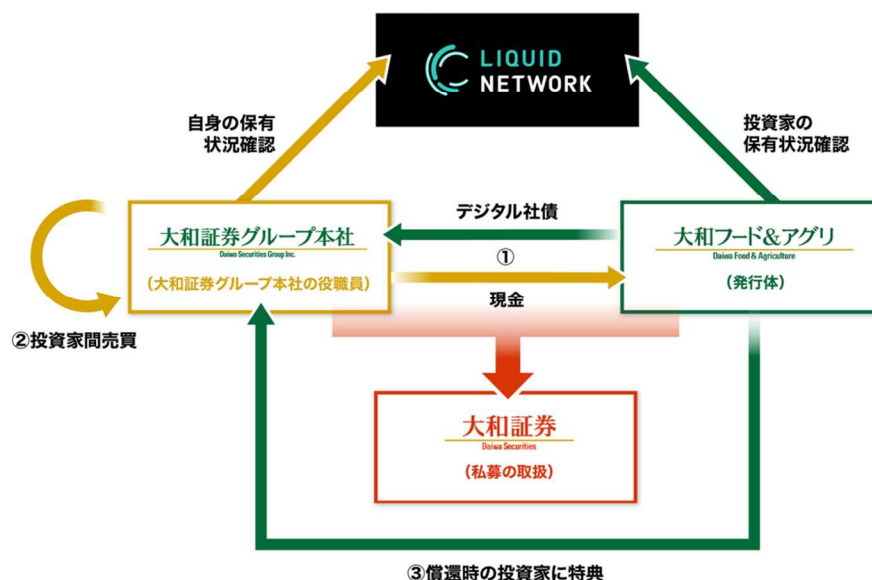 LIQUID
NETWORK
自身の保有
状況確認
投資家の
保有状況確認
デジタル社債
①
現金
大和証券グループ本社
Daiwa Securities Group Inc.
（大和証券グループ本社の役職員）
大和フード&アグリ
Daiwa Food & Agriculture
（発行体）
②投資家間売買
大和証券
Daiwa Securities
（私募の取扱）
③償還時の投資家に特典